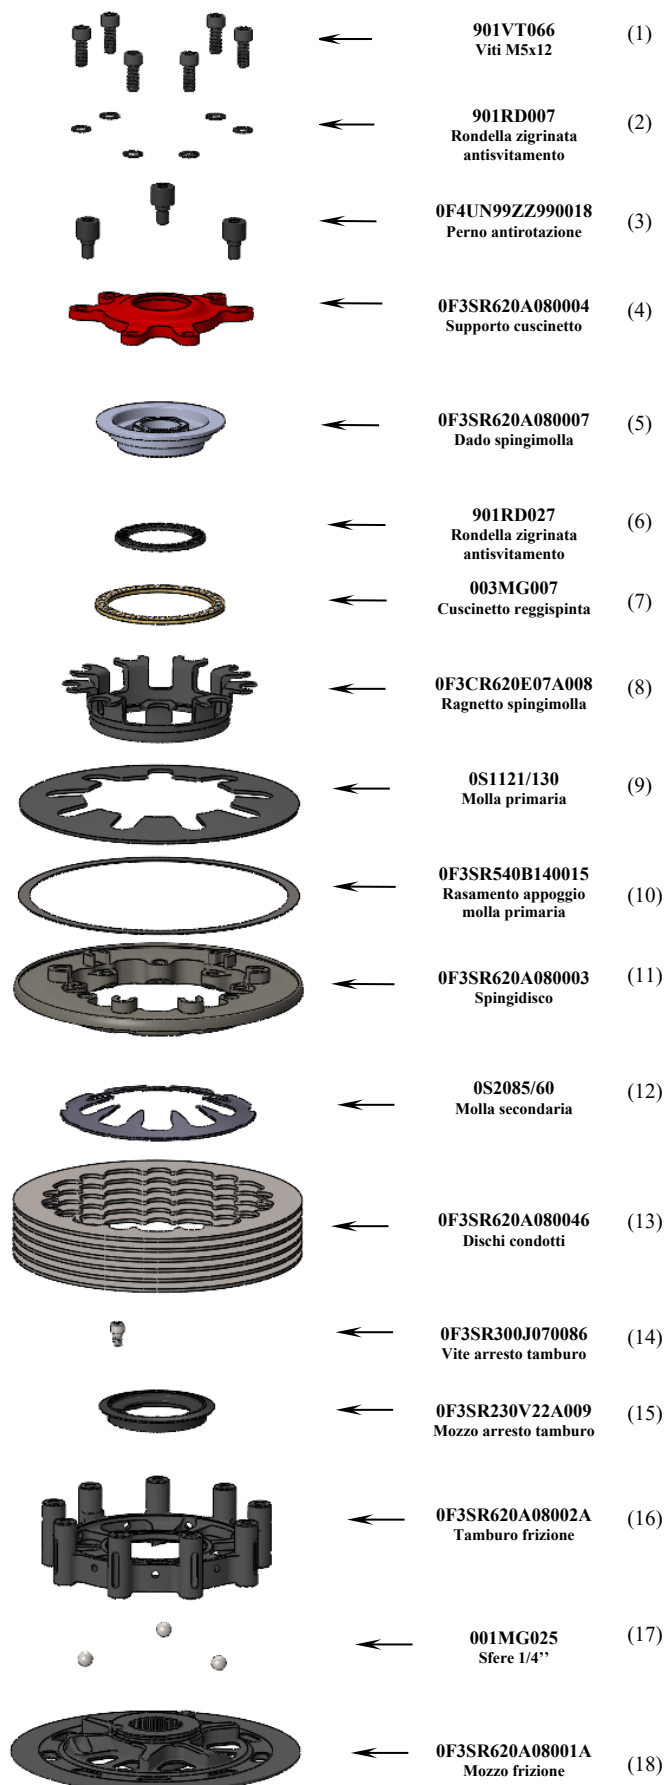 901VT066
Viti M5x12
(1)
901RD007
Rondella zigrinata
antisvitamento
(2)
0F4UN99ZZ990018
Perno antirotazione
(3)
0F3SR620A080004
Supporto cuscinetto
(4)
0F3SR620A080007
Dado spingimolla
(5)
901RD027
Rondella zigrinata
antisvitamento
(6)
003MG007
Cuscinetto reggispinta
(7)
0F3CR620E07A008
Ragnetto spingimolla
(8)
0S1121/130
Molla primaria
(9)
0F3SR540B140015
Rasamento appoggio
molla primaria
(10)
0F3SR620A080003
Spingidisco
(11)
0S2085/60
Molla secondaria
(12)
0F3SR620A080046
Dischi condotti
(13)
0F3SR300J070086
Vite arresto tamburo
(14)
0F3SR230V22A009
Mozzo arresto tamburo
(15)
0F3SR620A08002A
Tamburo frizione
(16)
001MG025
Sfere 1/4’’
(17)
0F3SR620A08001A
Mozzo frizione
(18)